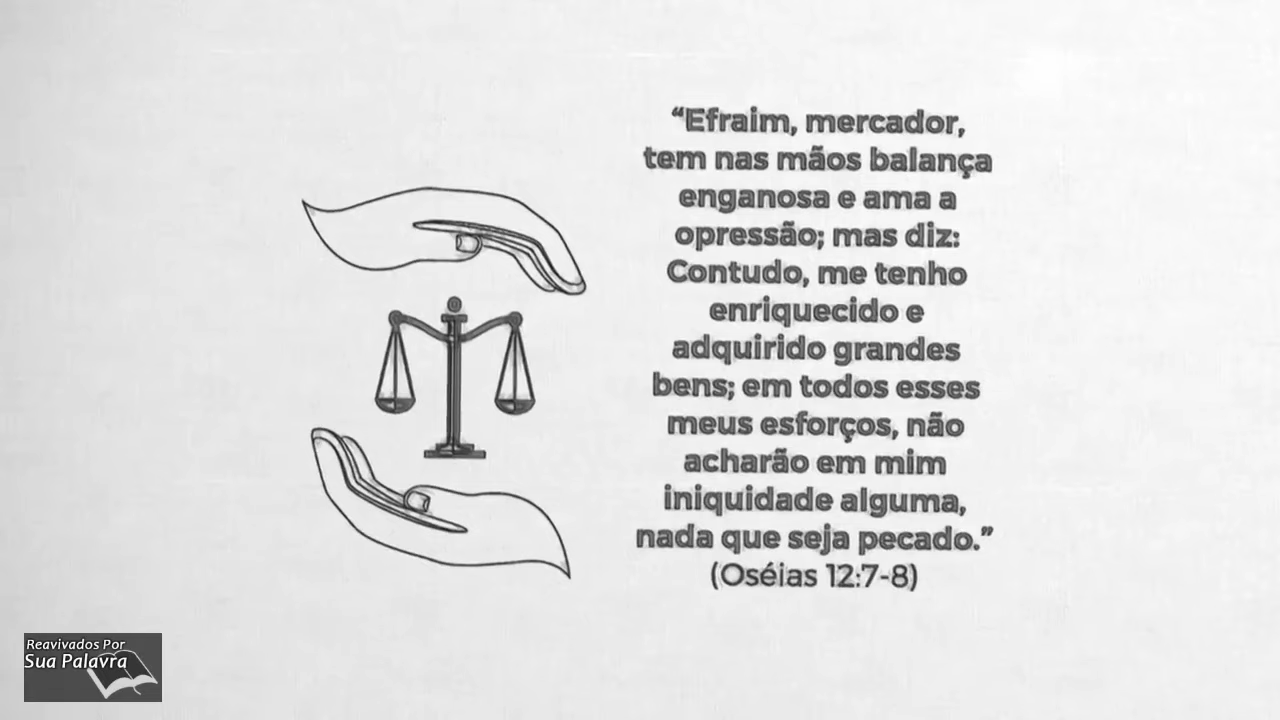 “Efraim, mercador,
tem nas mãos balança
enganosa e ama a
opressão; mas diz:
Contudo, me tenho
enriquecido e
adquirido grandes
bens; em todos esses
meus esforços, não
acharão em mim
iniquidade alguma,
nada que seja pecado.”
(Oséias 12:7-8)
Reavivados Por
Sua Palavra